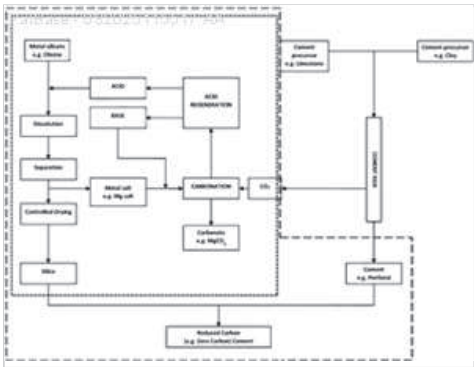 Metal silicate
e.g. Olivine
ACID
ACID
REGENERATION
BASE
Dissolution
Separation
Metal salt
e.g. Mg salt
CARBONATION
CO₂
Controlled Drying
Carbonate
e.g. MgCO₃
Silica
Cement
precursor
e.g. Limestone
Cement precursor
e.g. Clay
CEMENT KILN
Cement
e.g. Portland
Reduced Carbon
(e.g. Zero Carbon) Cement